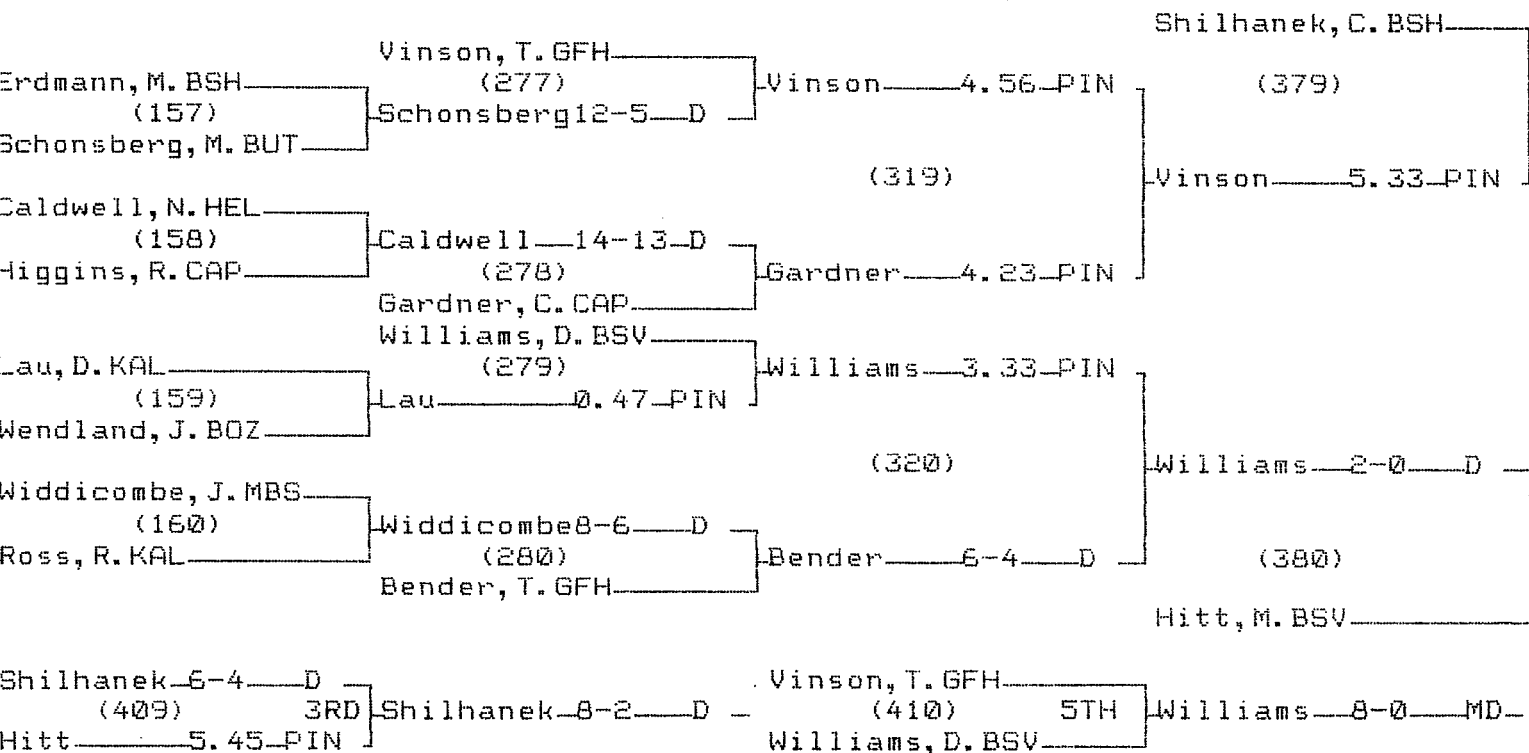 Shilhanek, C. BSH
Vinson, T. GFH
Erdmann, M. BSH (277) Vinson 4.56 PIN (379)
(157) Schonsberg 12-5 D
Schonsberg, M. BUT
(319) Vinson 5.33 PIN
Caldwell, N. HEL
(158) Caldwell 14-13 D
Higgins, R. CAP (278) Gardner 4.23 PIN
Gardner, C. CAP
Williams, D. BSV
Lau, D. KAL (279) Williams 3.33 PIN
(159) Lau 0.47 PIN
Wendland, J. BOZ
(320) Williams 2-0 D
Widdicombe, J. MBS
(160) Widdicombe 8-6 D
Ross, R. KAL (280) Bender 6-4 D (380)
Bender, T. GFH
Hitt, M. BSV
Shilhanek 6-4 D Vinson, T. GFH
(409) 3RD Shilhanek 8-2 D (410) 5TH Williams 8-0 MD
Hitt 5.45 PIN Williams, D. BSV